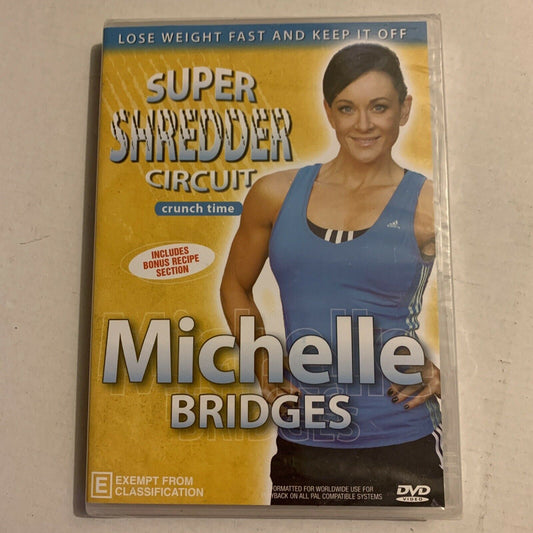 LOSE WEIGHT FAST AND KEEP IT OFF
SUPER
SHREDDER
CIRCUIT
crunch time
INCLUDES
BONUS RECIPE
SECTION
adidas
Michelle
BRIDGES
E EXEMPT FROM
CLASSIFICATION
FORMATTED FOR WORLDWIDE USE FOR
PLAYBACK ON ALL PAL COMPATIBLE SYSTEMS
DVD
VIDEO